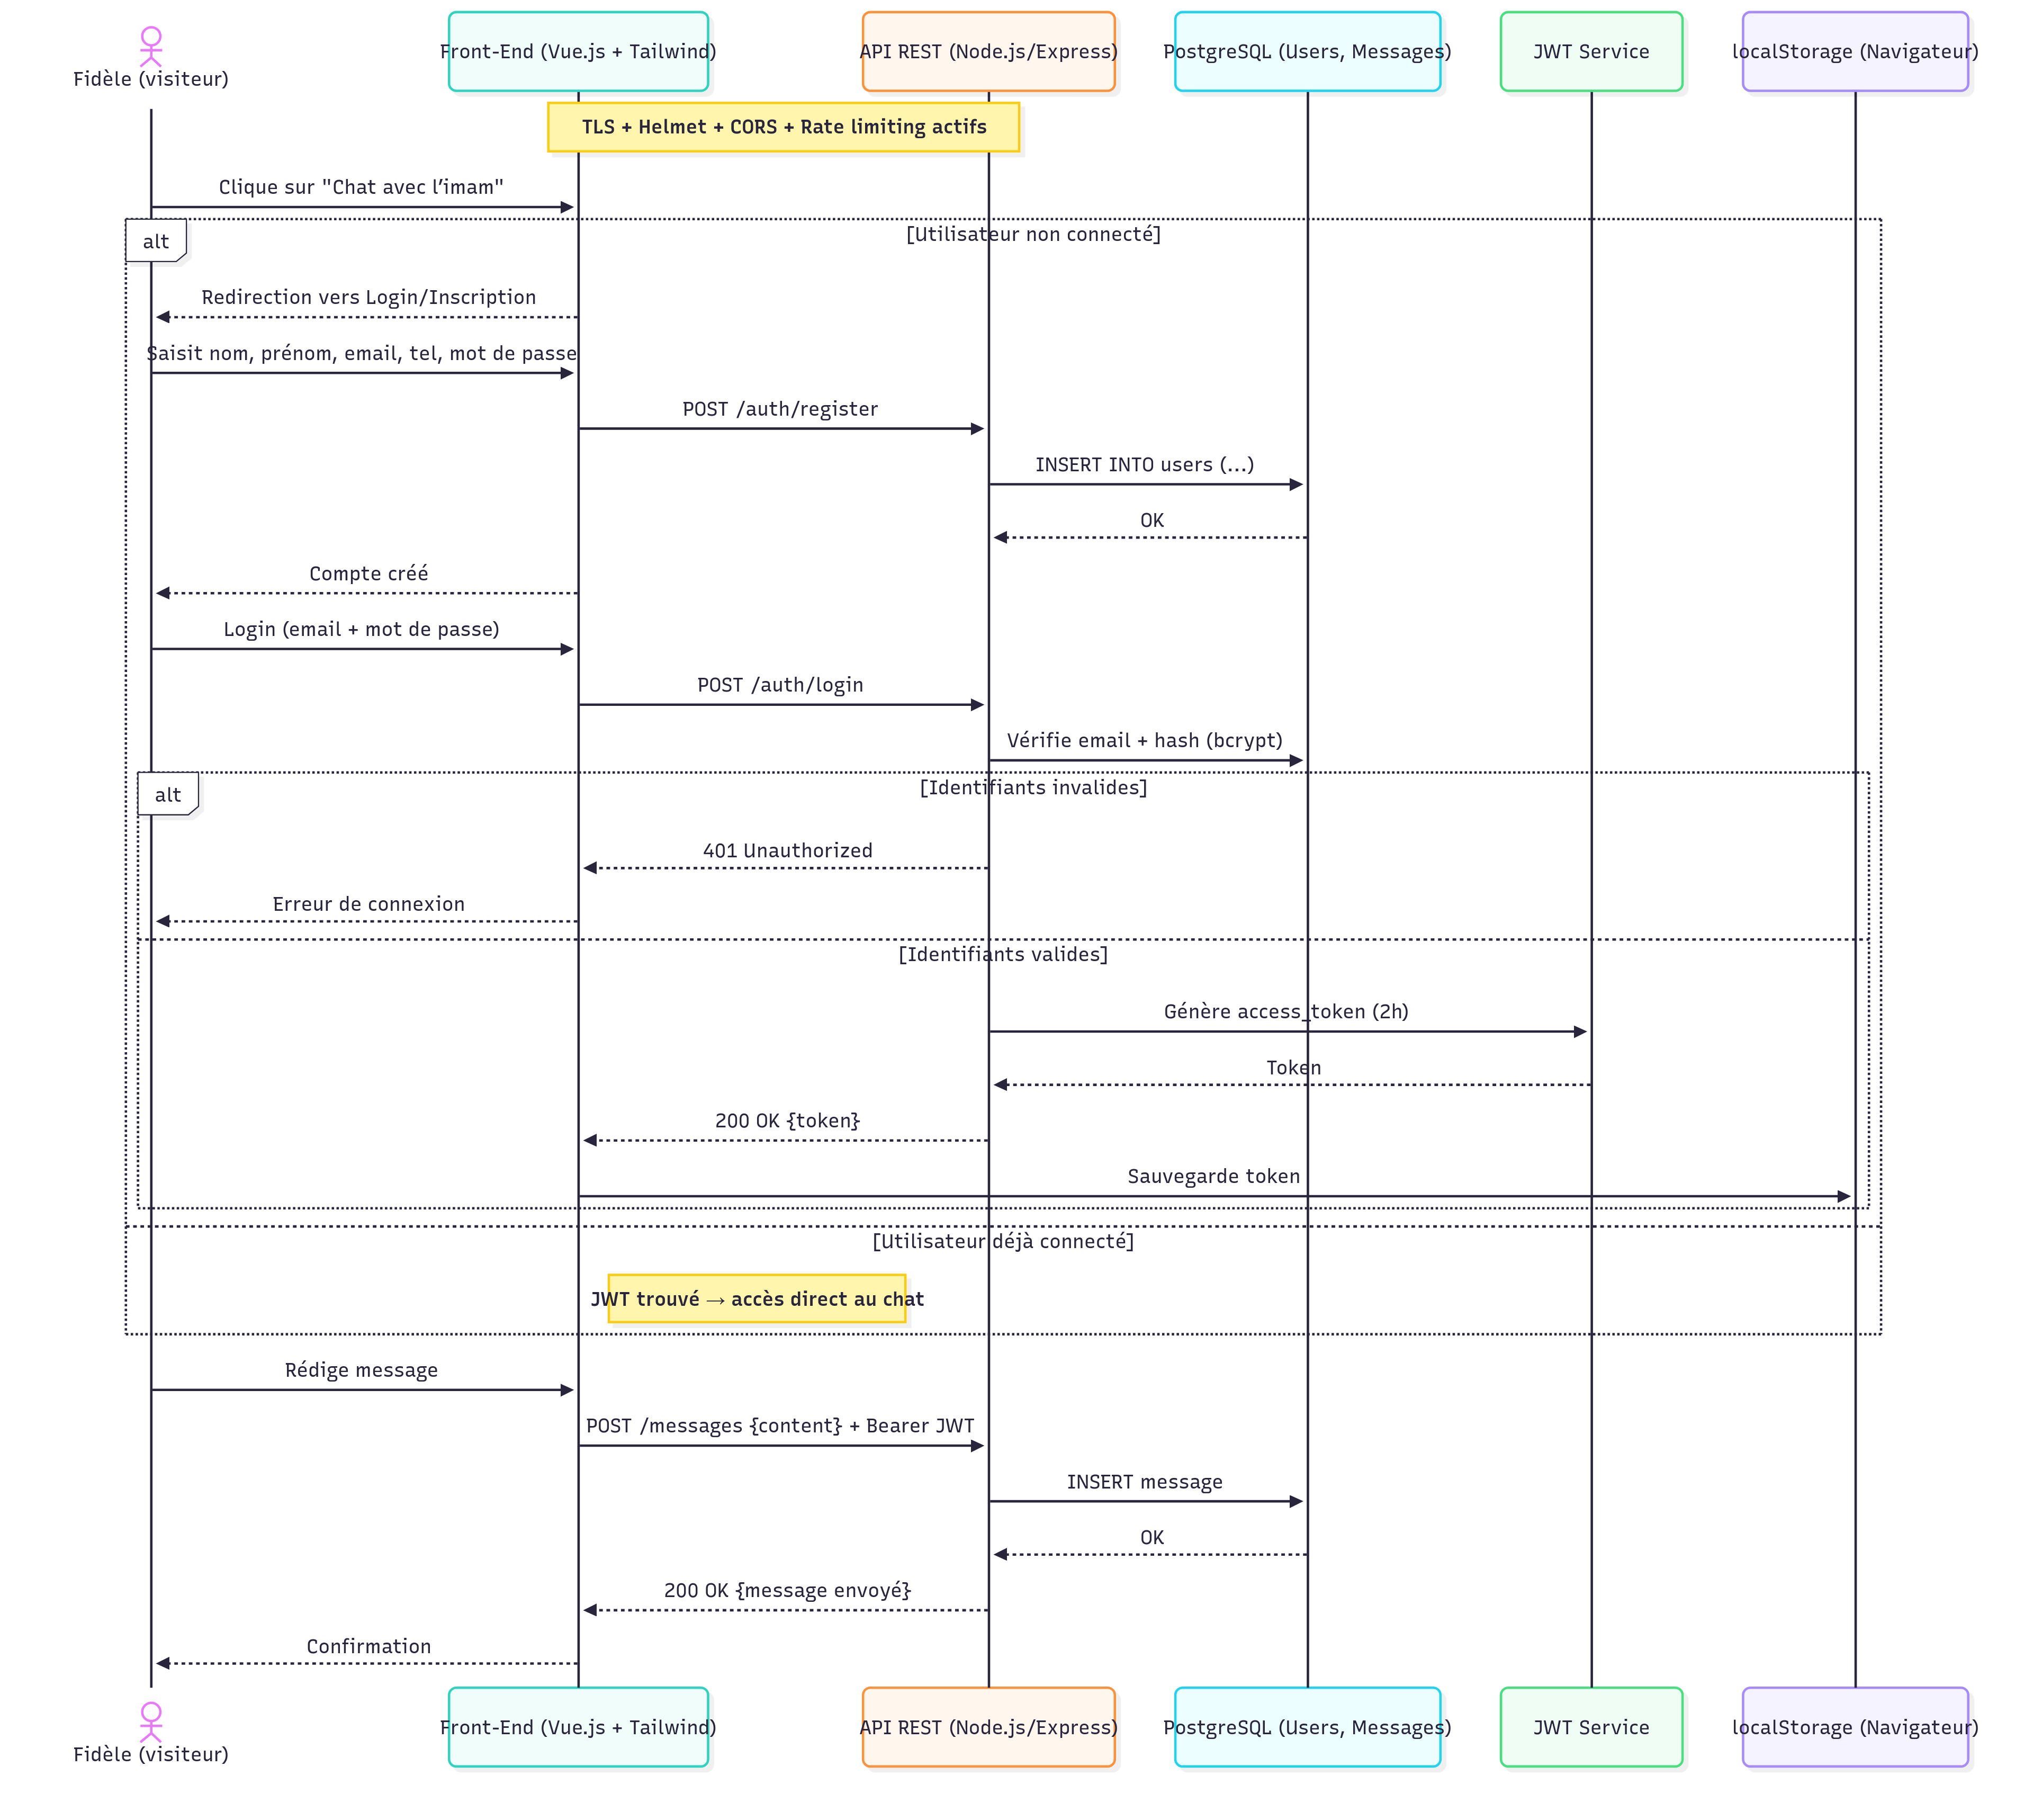 Fidèle (visiteur)
Front-End (Vue.js + Tailwind)
API REST (Node.js/Express)
PostgreSQL (Users, Messages)
JWT Service
localStorage (Navigateur)
TLS + Helmet + CORS + Rate limiting actifs
Clique sur "Chat avec l’imam"
alt
[Utilisateur non connecté]
Redirection vers Login/Inscription
Saisit nom, prénom, email, tel, mot de passe
POST /auth/register
INSERT INTO users (...)
OK
Compte créé
Login (email + mot de passe)
POST /auth/login
Vérifie email + hash (bcrypt)
alt
[Identifiants invalides]
401 Unauthorized
Erreur de connexion
[Identifiants valides]
Génère access_token (2h)
Token
200 OK {token}
Sauvegarde token
[Utilisateur déjà connecté]
JWT trouvé → accès direct au chat
Rédige message
POST /messages {content} + Bearer JWT
INSERT message
OK
200 OK {message envoyé}
Confirmation
Fidèle (visiteur)
Front-End (Vue.js + Tailwind)
API REST (Node.js/Express)
PostgreSQL (Users, Messages)
JWT Service
localStorage (Navigateur)